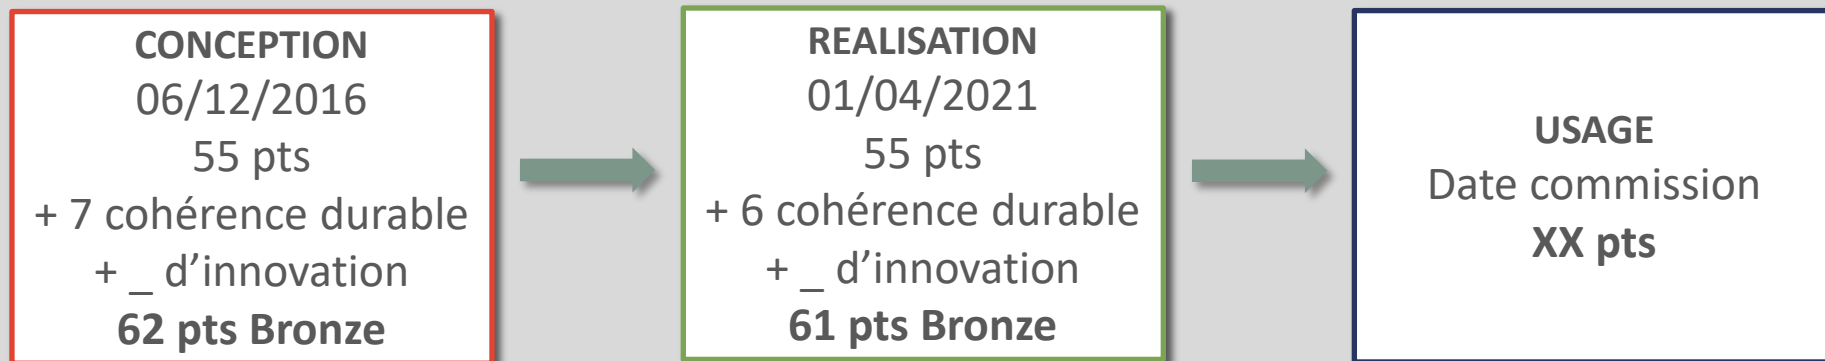 CONCEPTION
06/12/2016
55 pts
+ 7 cohérence durable
+ _ d’innovation
62 pts Bronze
REALISATION
01/04/2021
55 pts
+ 6 cohérence durable
+ _ d’innovation
61 pts Bronze
USAGE
Date commission
XX pts